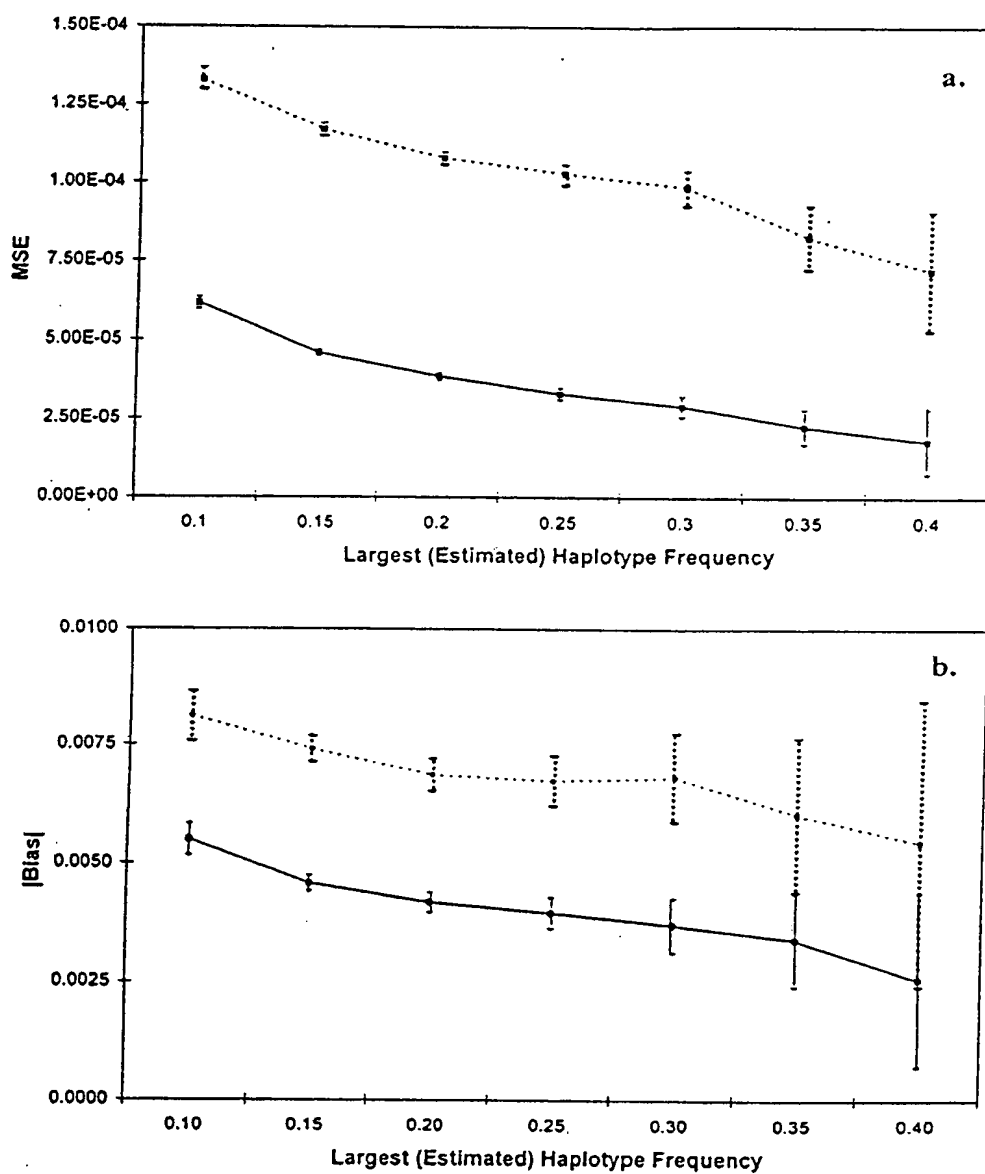 a.
1.50E-04
1.25E-04
1.00E-04
7.50E-05
5.00E-05
2.50E-05
0.00E+00
MSE
0.1 0.15 0.2 0.25 0.3 0.35 0.4
Largest (Estimated) Haplotype Frequency
b.
0.0100
0.0075
0.0050
0.0025
0.0000
|Bias|
0.10 0.15 0.20 0.25 0.30 0.35 0.40
Largest (Estimated) Haplotype Frequency